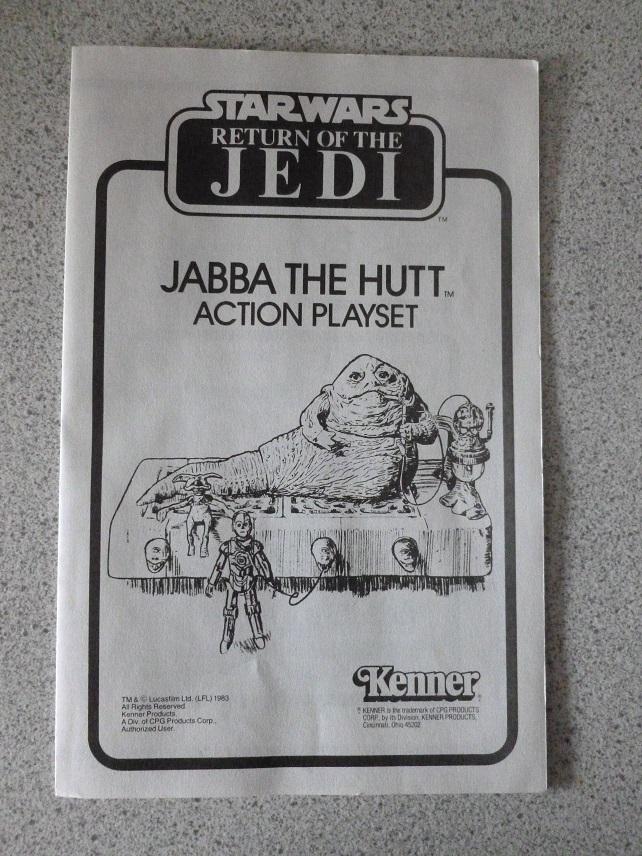 STAR WARS
RETURN OF THE
JEDI
TM
JABBA THE HUTT TM
ACTION PLAYSET
TM & © Lucasfilm Ltd. (LFL) 1983
All Rights Reserved
Kenner Products,
A Div. of CPG Products Corp.,
Authorized User.
Kenner®
® KENNER is the trademark of CPG PRODUCTS
CORP., by its Division, KENNER PRODUCTS,
Cincinnati, Ohio 45202